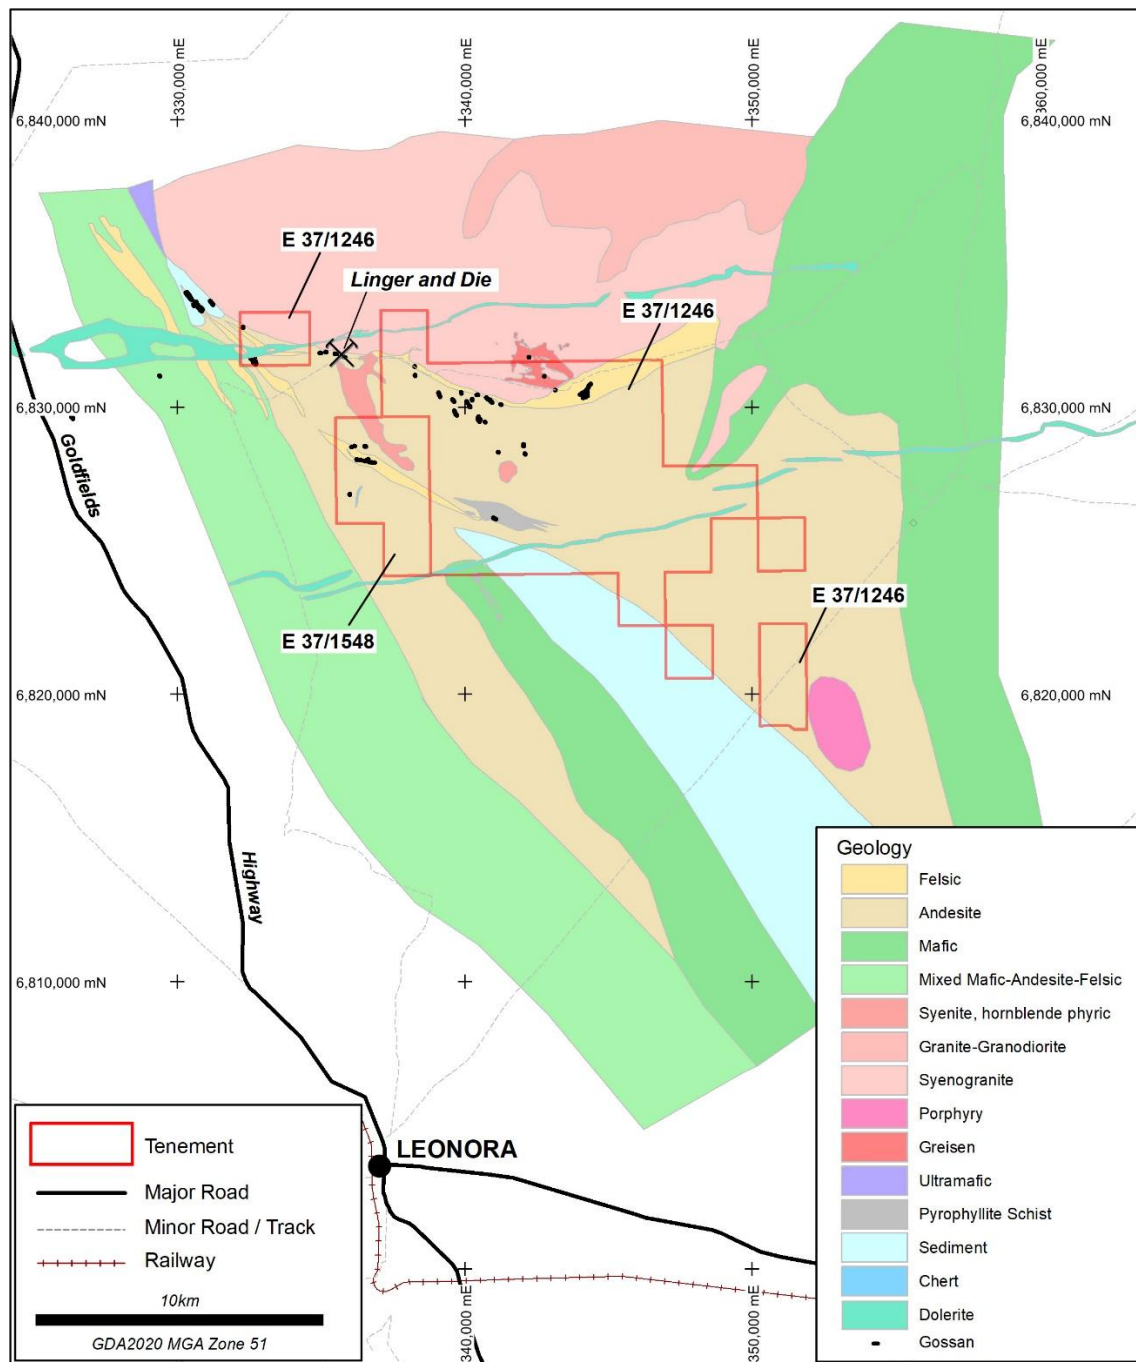 330,000 mE
340,000 mE
350,000 mE
360,000 mE
6,840,000 mN
6,840,000 mN
E 37/1246
Linger and Die
E 37/1246
6,830,000 mN
6,830,000 mN
Goldfields
E 37/1246
E 37/1548
6,820,000 mN
6,820,000 mN
Highway
6,810,000 mN
LEONORA
340,000 mE
350,000 mE
Tenement
Major Road
Minor Road / Track
Railway
10km
GDA2020 MGA Zone 51
Geology
Felsic
Andesite
Mafic
Mixed Mafic-Andesite-Felsic
Syenite, hornblende phyric
Granite-Granodiorite
Syenogranite
Porphyry
Greisen
Ultramafic
Pyrophyllite Schist
Sediment
Chert
Dolerite
Gossan